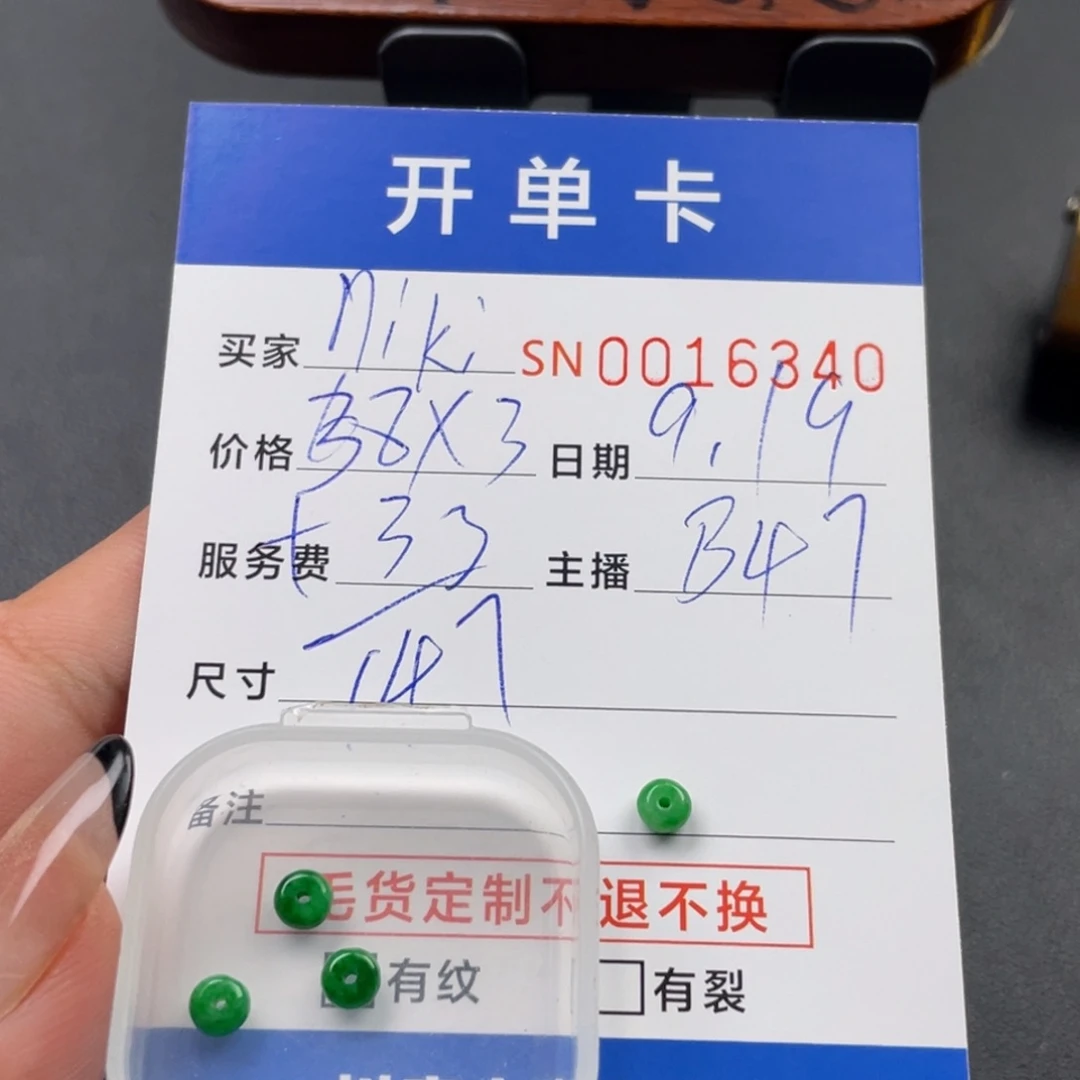 开单卡
买家 niki SN0016340
价格 38X3 日期 9.19
服务费 +33 主播 B47
尺寸 147
备注
毛货定制不退不换
有纹 有裂